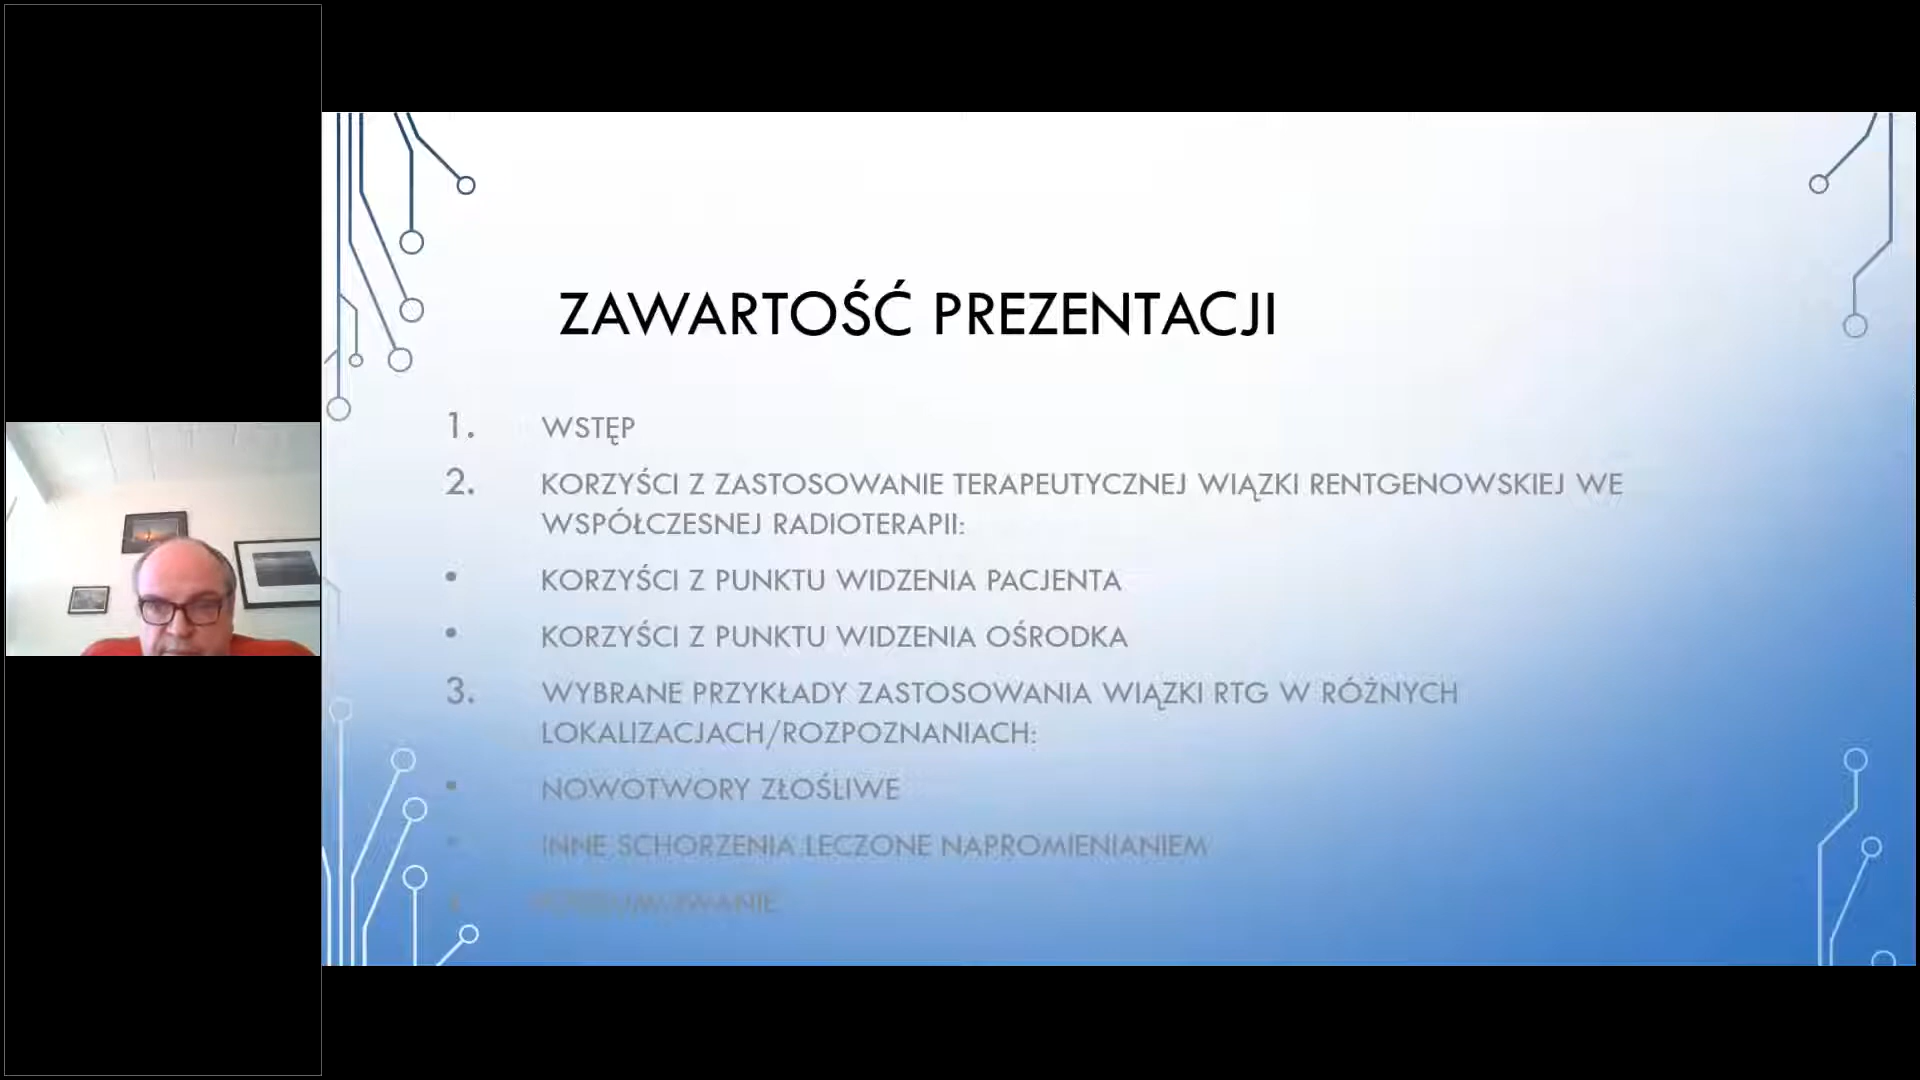 ZAWARTOŚĆ PREZENTACJI
1. WSTĘP
2. KORZYŚCI Z ZASTOSOWANIE TERAPEUTYCZNEJ WIĄZKI RENTGENOWSKIEJ WE
WSPÓŁCZESNEJ RADIOTERAPII:
• KORZYŚCI Z PUNKTU WIDZENIA PACJENTA
• KORZYŚCI Z PUNKTU WIDZENIA OŚRODKA
3. WYBRANE PRZYKŁADY ZASTOSOWANIA WIĄZKI RTG W RÓŻNYCH
LOKALIZACJACH/ROZPOZNANIACH:
• NOWOTWORY ZŁOŚLIWE
• INNE SCHORZENIA LECZONE NAPROMIENIANIEM